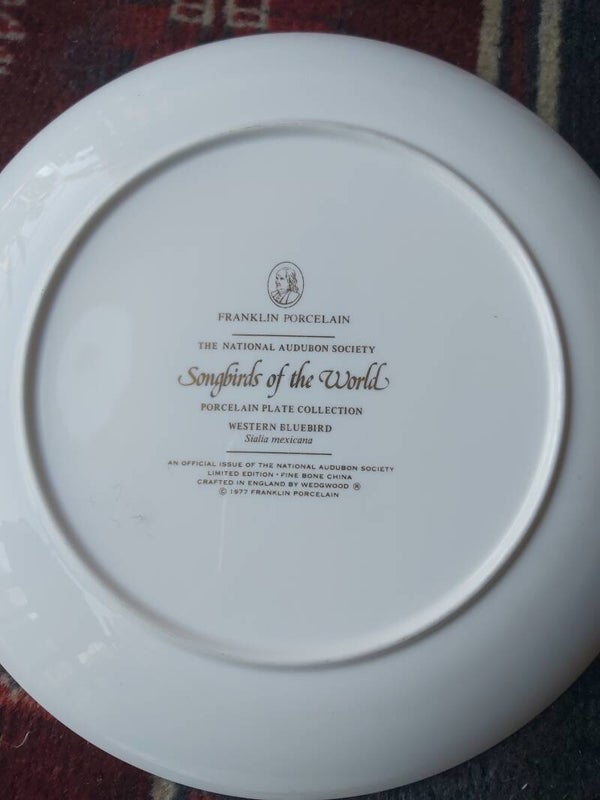 FRANKLIN PORCELAIN
THE NATIONAL AUDUBON SOCIETY
Songbirds of the World
PORCELAIN PLATE COLLECTION
WESTERN BLUEBIRD
Sialia mexicana
AN OFFICIAL ISSUE OF THE NATIONAL AUDUBON SOCIETY
LIMITED EDITION • FINE BONE CHINA
CRAFTED IN ENGLAND BY WEDGWOOD ®
© 1977 FRANKLIN PORCELAIN